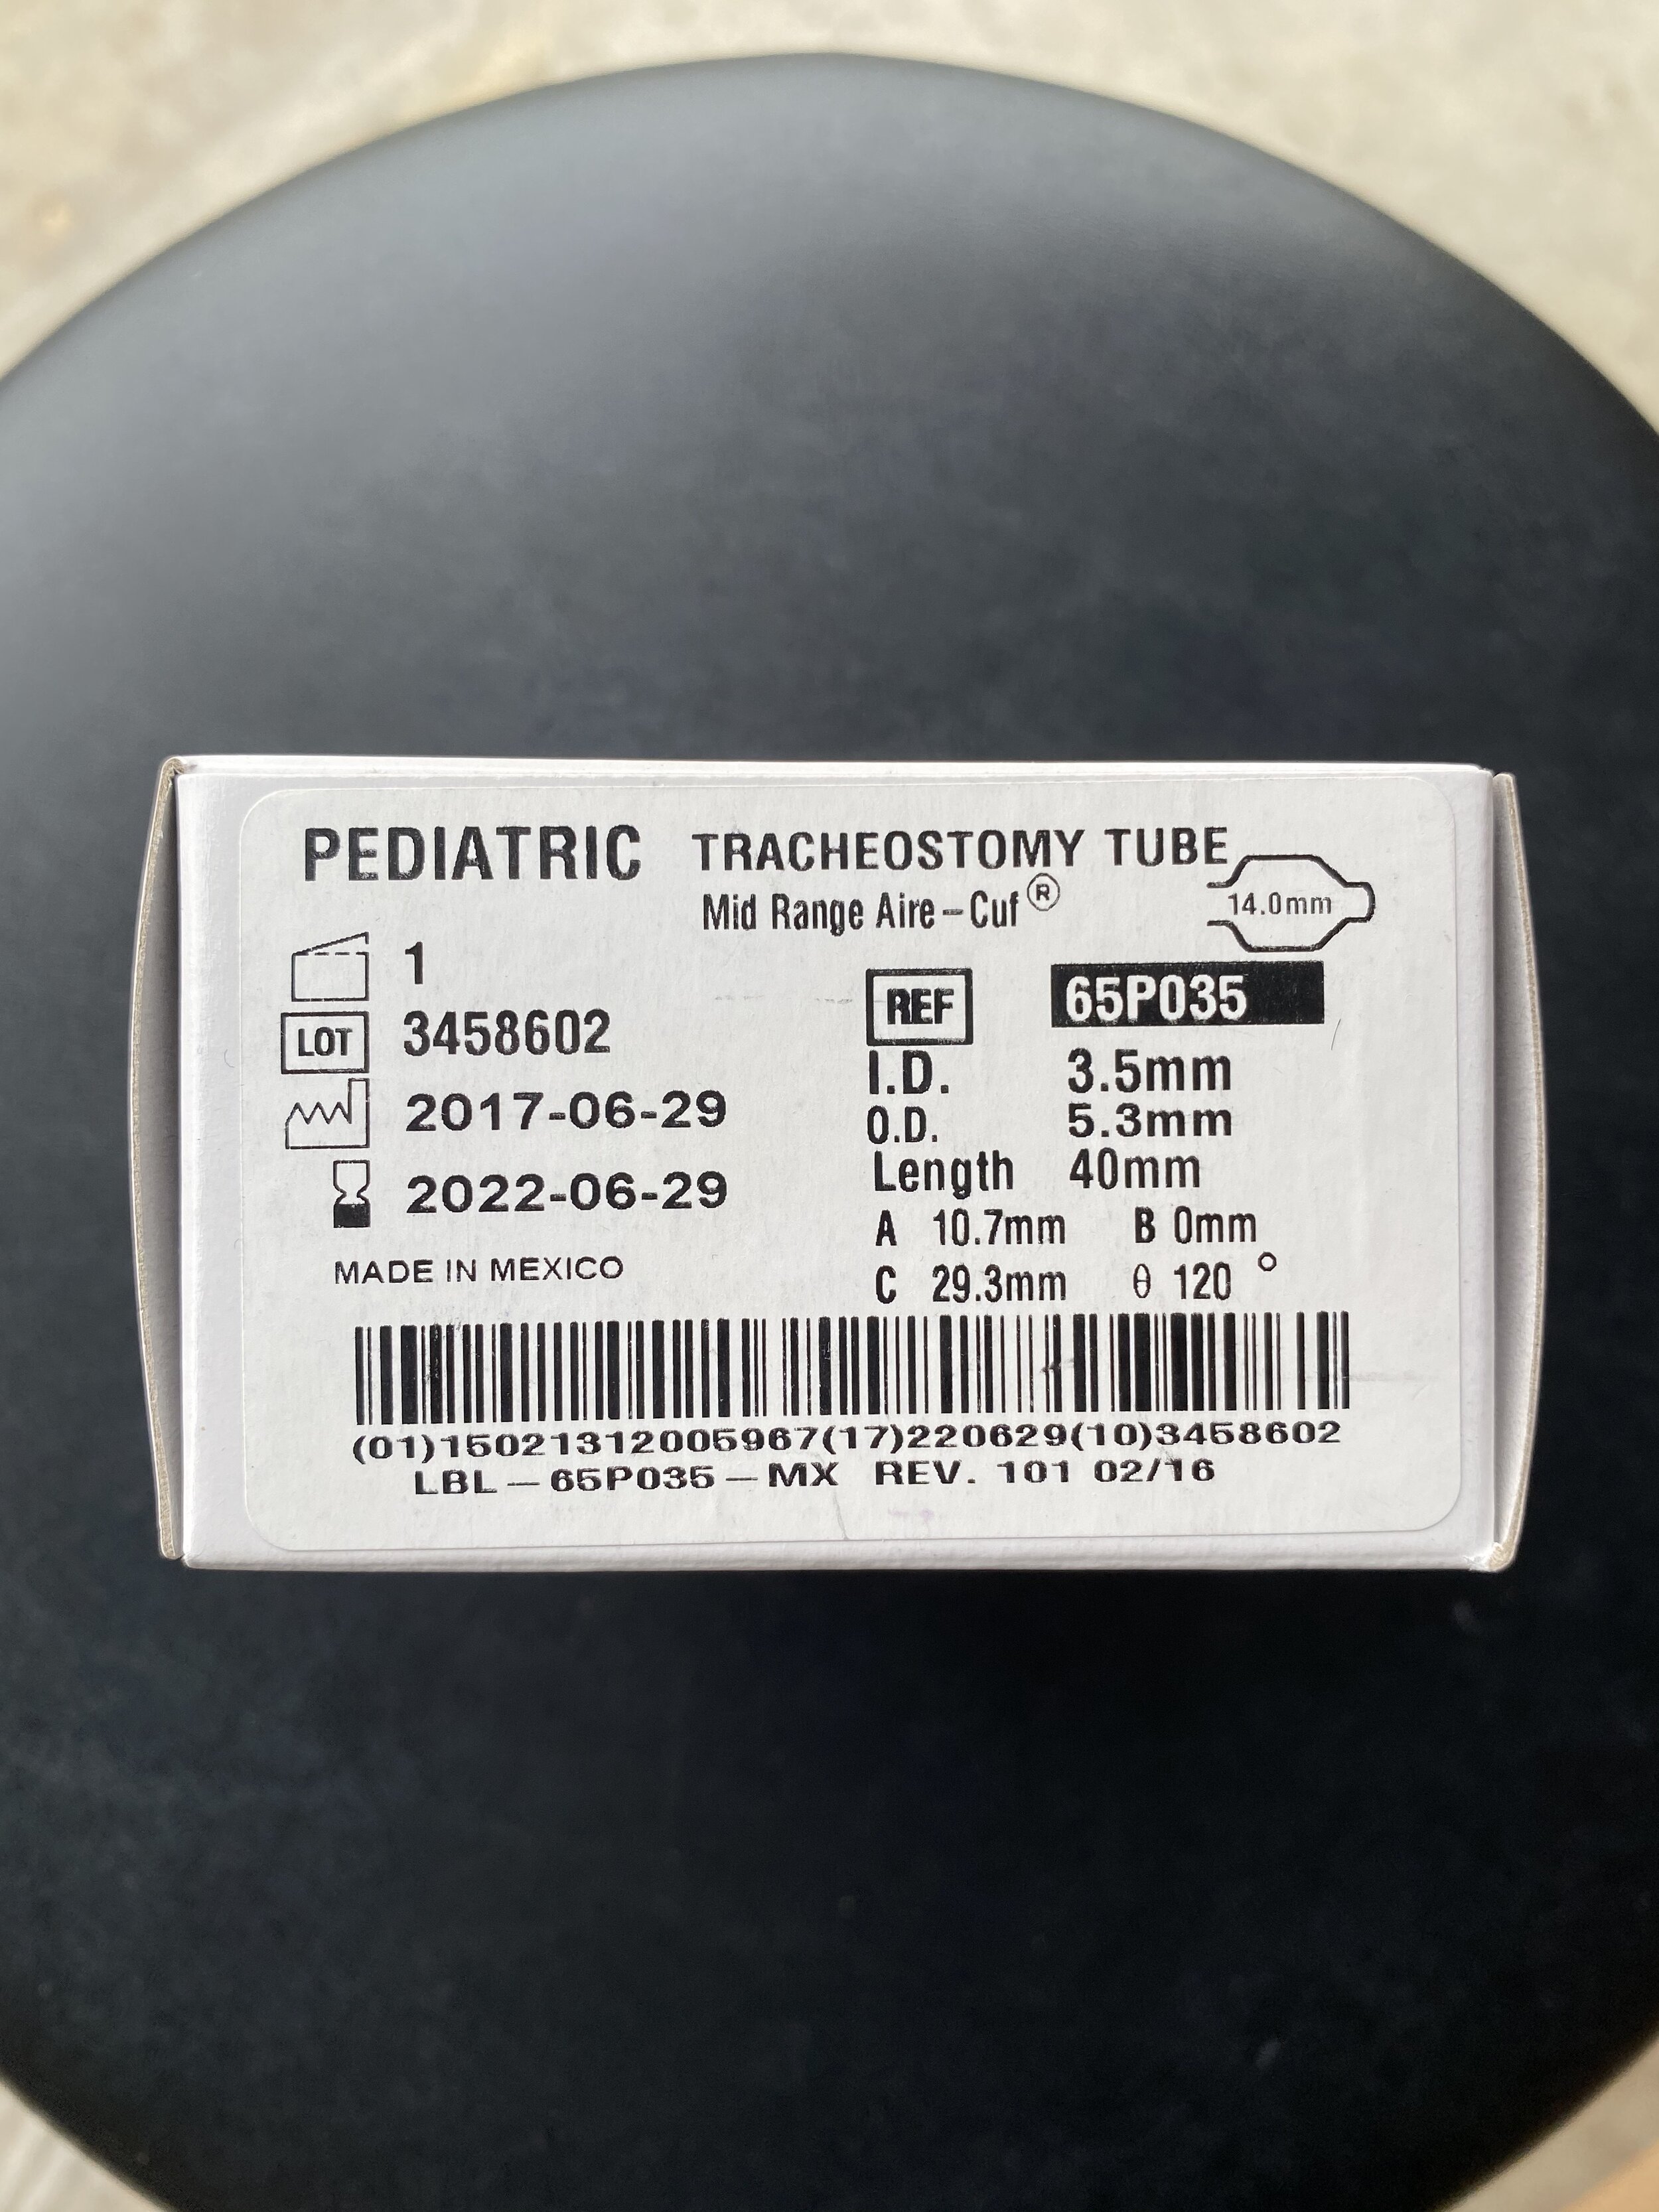 PEDIATRIC TRACHEOSTOMY TUBE
Mid Range Aire-Cuf®
14.0mm
1
LOT 3458602
2017-06-29
2022-06-29
MADE IN MEXICO
REF 65P035
I.D. 3.5mm
O.D. 5.3mm
Length 40mm
A 10.7mm B 0mm
C 29.3mm θ 120°
(01)15021312005967(17)220629(10)3458602
LBL-65P035-MX REV. 101 02/16